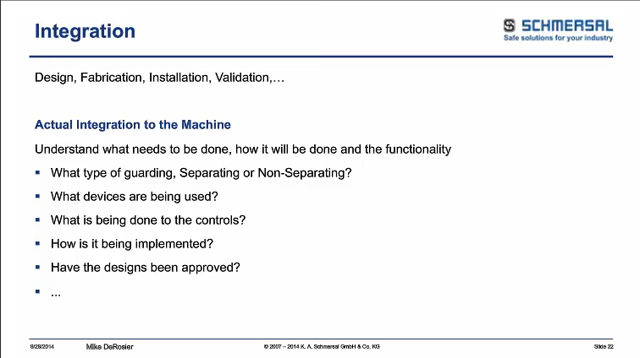 Integration
SCHMERSAL
Safe solutions for your industry
Design, Fabrication, Installation, Validation,…
Actual Integration to the Machine
Understand what needs to be done, how it will be done and the functionality
▪ What type of guarding, Separating or Non-Separating?
▪ What devices are being used?
▪ What is being done to the controls?
▪ How is it being implemented?
▪ Have the designs been approved?
▪ ...
8/28/2014 Mike DeRosier © 2007 – 2014 K. A. Schmersal GmbH & Co. KG Slide 22